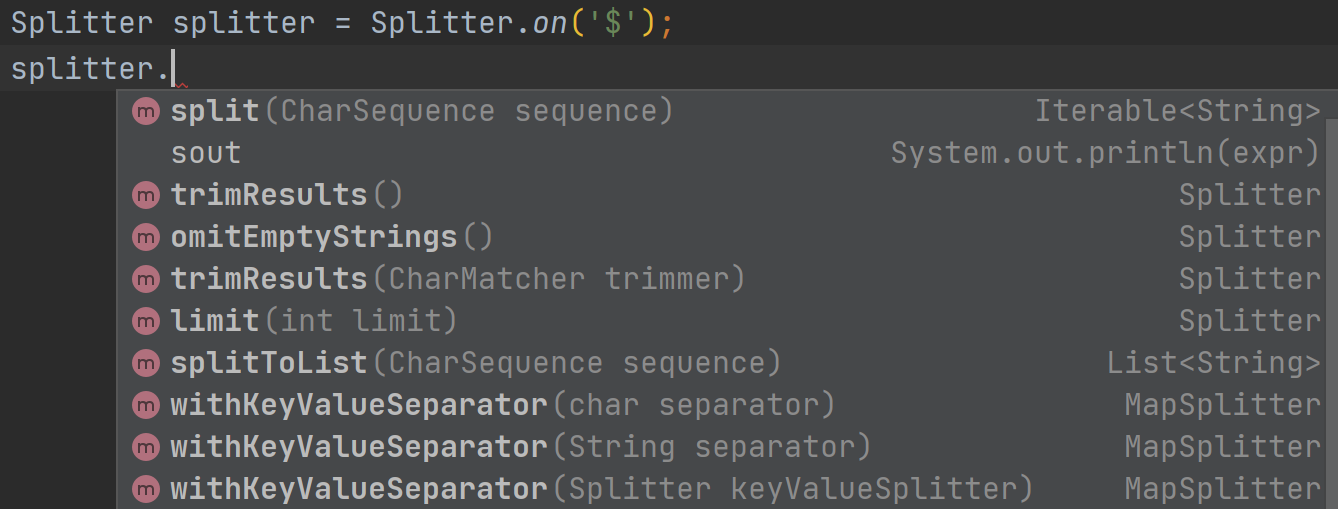 Splitter splitter = Splitter.on('$');
splitter.
m split(CharSequence sequence) Iterable<String>
sout System.out.println(expr)
m trimResults() Splitter
m omitEmptyStrings() Splitter
m trimResults(CharMatcher trimmer) Splitter
m limit(int limit) Splitter
m splitToList(CharSequence sequence) List<String>
m withKeyValueSeparator(char separator) MapSplitter
m withKeyValueSeparator(String separator) MapSplitter
m withKeyValueSeparator(Splitter keyValueSplitter) MapSplitter